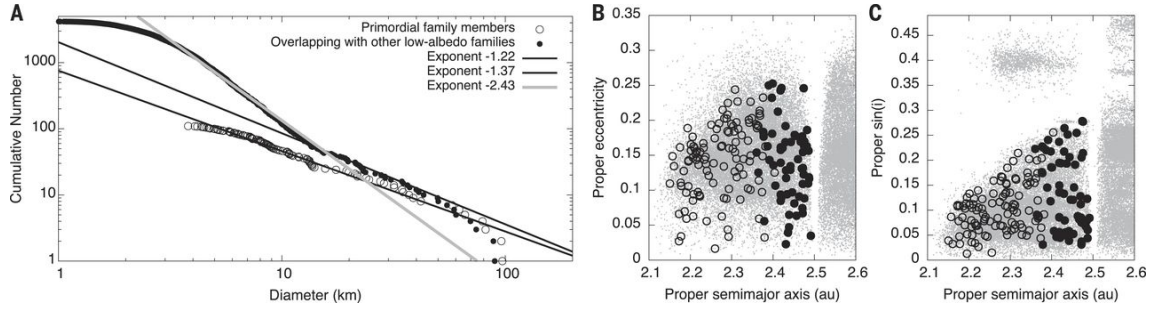 A
Cumulative Number
1000
100
10
1
1
10
100
Diameter (km)
Primordial family members
Overlapping with other low-albedo families
Exponent -1.22
Exponent -1.37
Exponent -2.43
B
Proper eccentricity
0.35
0.3
0.25
0.2
0.15
0.1
0.05
0
2.1
2.2
2.3
2.4
2.5
2.6
Proper semimajor axis (au)
C
Proper sin(i)
0.45
0.4
0.35
0.3
0.25
0.2
0.15
0.1
0.05
0
2.1
2.2
2.3
2.4
2.5
2.6
Proper semimajor axis (au)